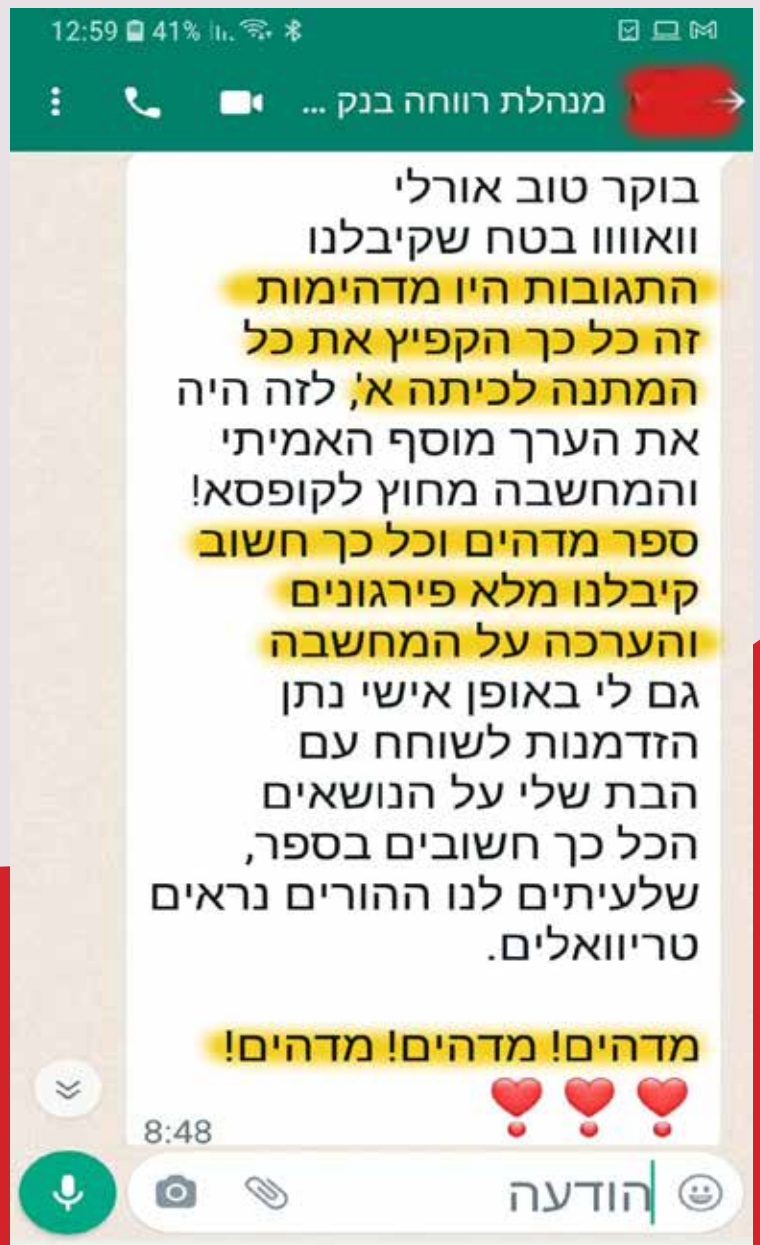 12:59 41%
מנהלת רווחה בנק ...
בוקר טוב אורלי
וואוווו בטח שקיבלנו
התגובות היו מדהימות
זה כל כך הקפיץ את כל
המתנה לכיתה א', לזה היה
את הערך מוסף האמיתי
והמחשבה מחוץ לקופסא!
ספר מדהים וכל כך חשוב
קיבלנו מלא פירגונים
והערכה על המחשבה
גם לי באופן אישי נתן
הזדמנות לשוחח עם
הבת שלי על הנושאים
הכל כך חשובים בספר,
שלעיתים לנו ההורים נראים
טריוואלים.
מדהים! מדהים! מדהים!
❣️❣️❣️
8:48
הודעה